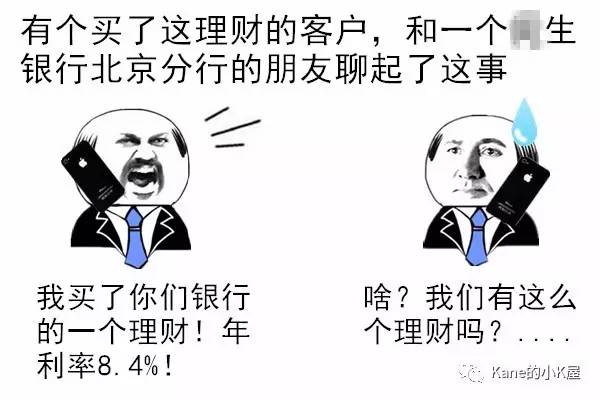 有个买了这理财的客户，和一个 生
银行北京分行的朋友聊起了这事
我买了你们银行
的一个理财！年
利率8.4%！
啥？我们有这么
个理财吗？....
Kane的小K屋